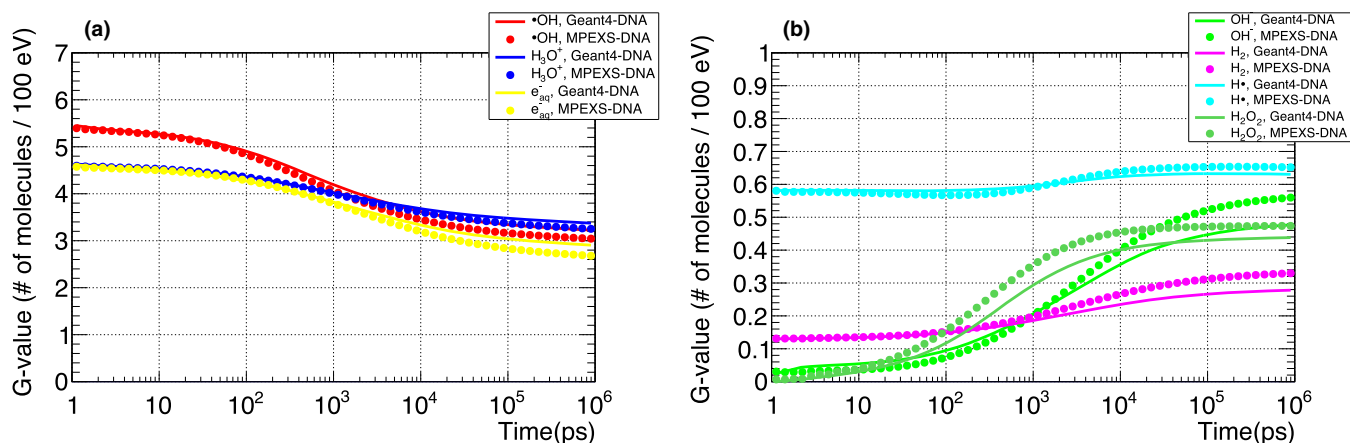 (a)
•OH, Geant4-DNA
•OH, MPEXS-DNA
H₃O⁺, Geant4-DNA
H₃O⁺, MPEXS-DNA
e⁻aq, Geant4-DNA
e⁻aq, MPEXS-DNA
G-value (# of molecules / 100 eV)
7
6
5
4
3
2
1
0
1 10 10² 10³ 10⁴ 10⁵ 10⁶
Time(ps)
(b)
OH⁻, Geant4-DNA
OH⁻, MPEXS-DNA
H₂, Geant4-DNA
H₂, MPEXS-DNA
H•, Geant4-DNA
H•, MPEXS-DNA
H₂O₂, Geant4-DNA
H₂O₂, MPEXS-DNA
G-value (# of molecules / 100 eV)
1
0.9
0.8
0.7
0.6
0.5
0.4
0.3
0.2
0.1
0
1 10 10² 10³ 10⁴ 10⁵ 10⁶
Time(ps)